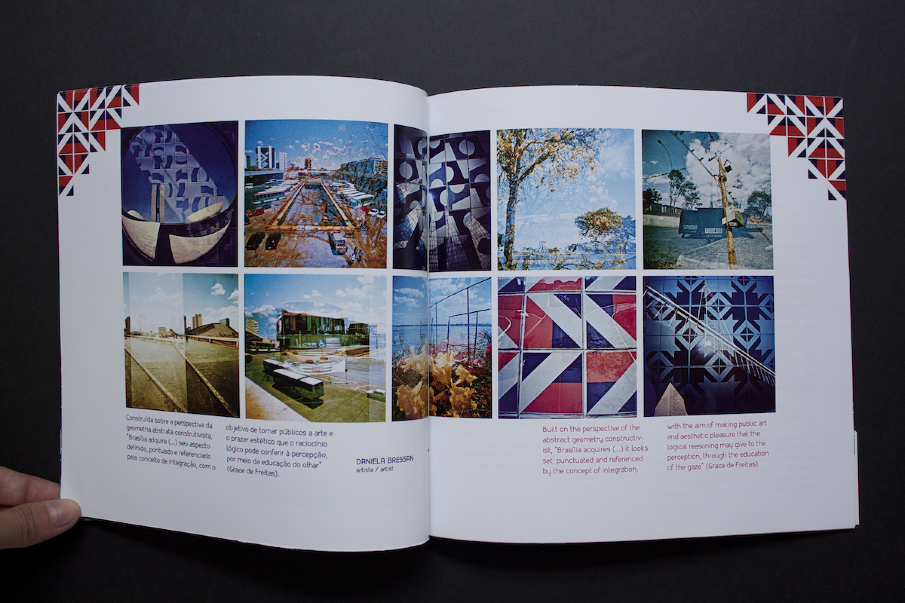 Construída sobre a perspectiva da
geometria abstrata construtivista,
"Brasília adquire (...) seu aspecto
definido, pontuado e referenciado
pelo conceito de integração, com o
objetivo de tornar públicos a arte e
o prazer estético que o raciocínio
lógico pode conferir à percepção,
por meio da educação do olhar"
(Grace de Freitas).
DANIELA BRESSAN
artista / artist
Built on the perspective of the
abstract geometry constructiv-
ist, "Brasília acquires (...) it looks
set, punctuated and referenced
by the concept of integration,
with the aim of making public art
and aesthetic pleasure that the
logical reasoning may give to the
perception, through the education
of the gaze" (Grace de Freitas).